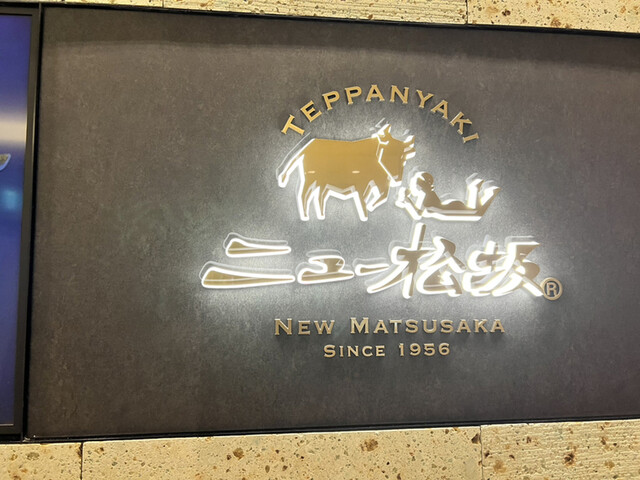 TEPPANYAKI
ニュー松坂®
NEW MATSUSAKA
SINCE 1956